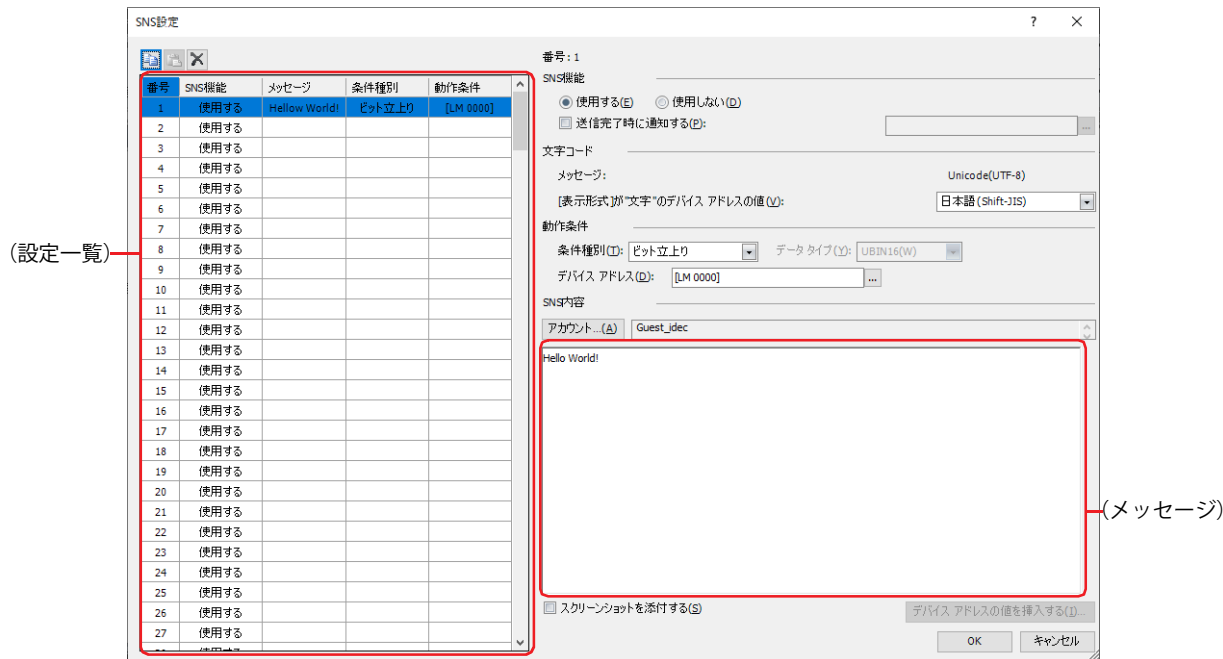 SNS設定
番号 SNS機能 メッセージ 条件種別 動作条件
1 使用する Hellow World! ビット立上り [LM 0000]
2 使用する
3 使用する
4 使用する
5 使用する
6 使用する
7 使用する
8 使用する
9 使用する
10 使用する
11 使用する
12 使用する
13 使用する
14 使用する
15 使用する
16 使用する
17 使用する
18 使用する
19 使用する
20 使用する
21 使用する
22 使用する
23 使用する
24 使用する
25 使用する
26 使用する
27 使用する
(設定一覧)
番号:1
SNS機能
使用する(E) 使用しない(D)
送信完了時に通知する(P): ...
文字コード
メッセージ: Unicode(UTF-8)
[表示形式]が"文字"のデバイス アドレスの値(V): 日本語(Shift-JIS)
動作条件
条件種別(T): ビット立上り データ タイプ(Y): UBIN16(W)
デバイス アドレス(D): [LM 0000] ...
SNS内容
アカウント...(A) Guest_idec
Hello World!
(メッセージ)
スクリーンショットを添付する(S) デバイス アドレスの値を挿入する(I)...
OK キャンセル